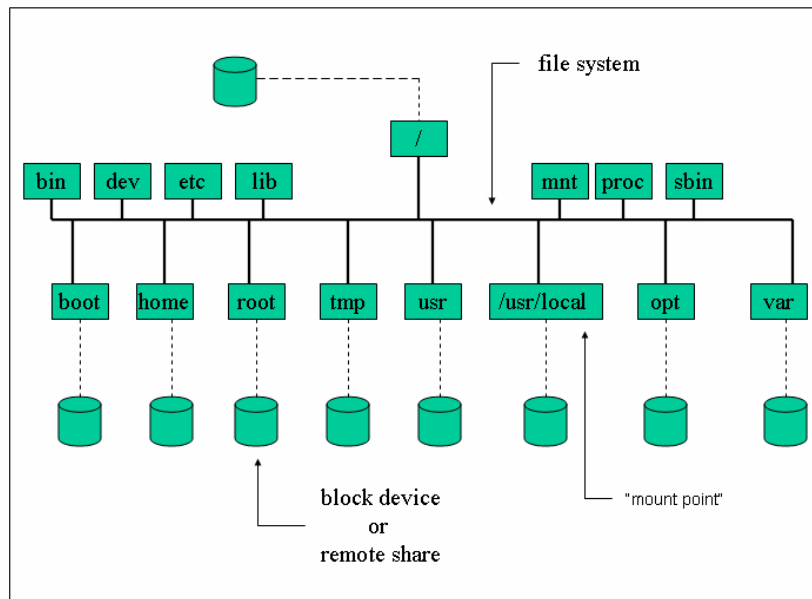 file system
/
bin dev etc lib mnt proc sbin
boot home root tmp usr /usr/local opt var
block device
or
remote share
"mount point"